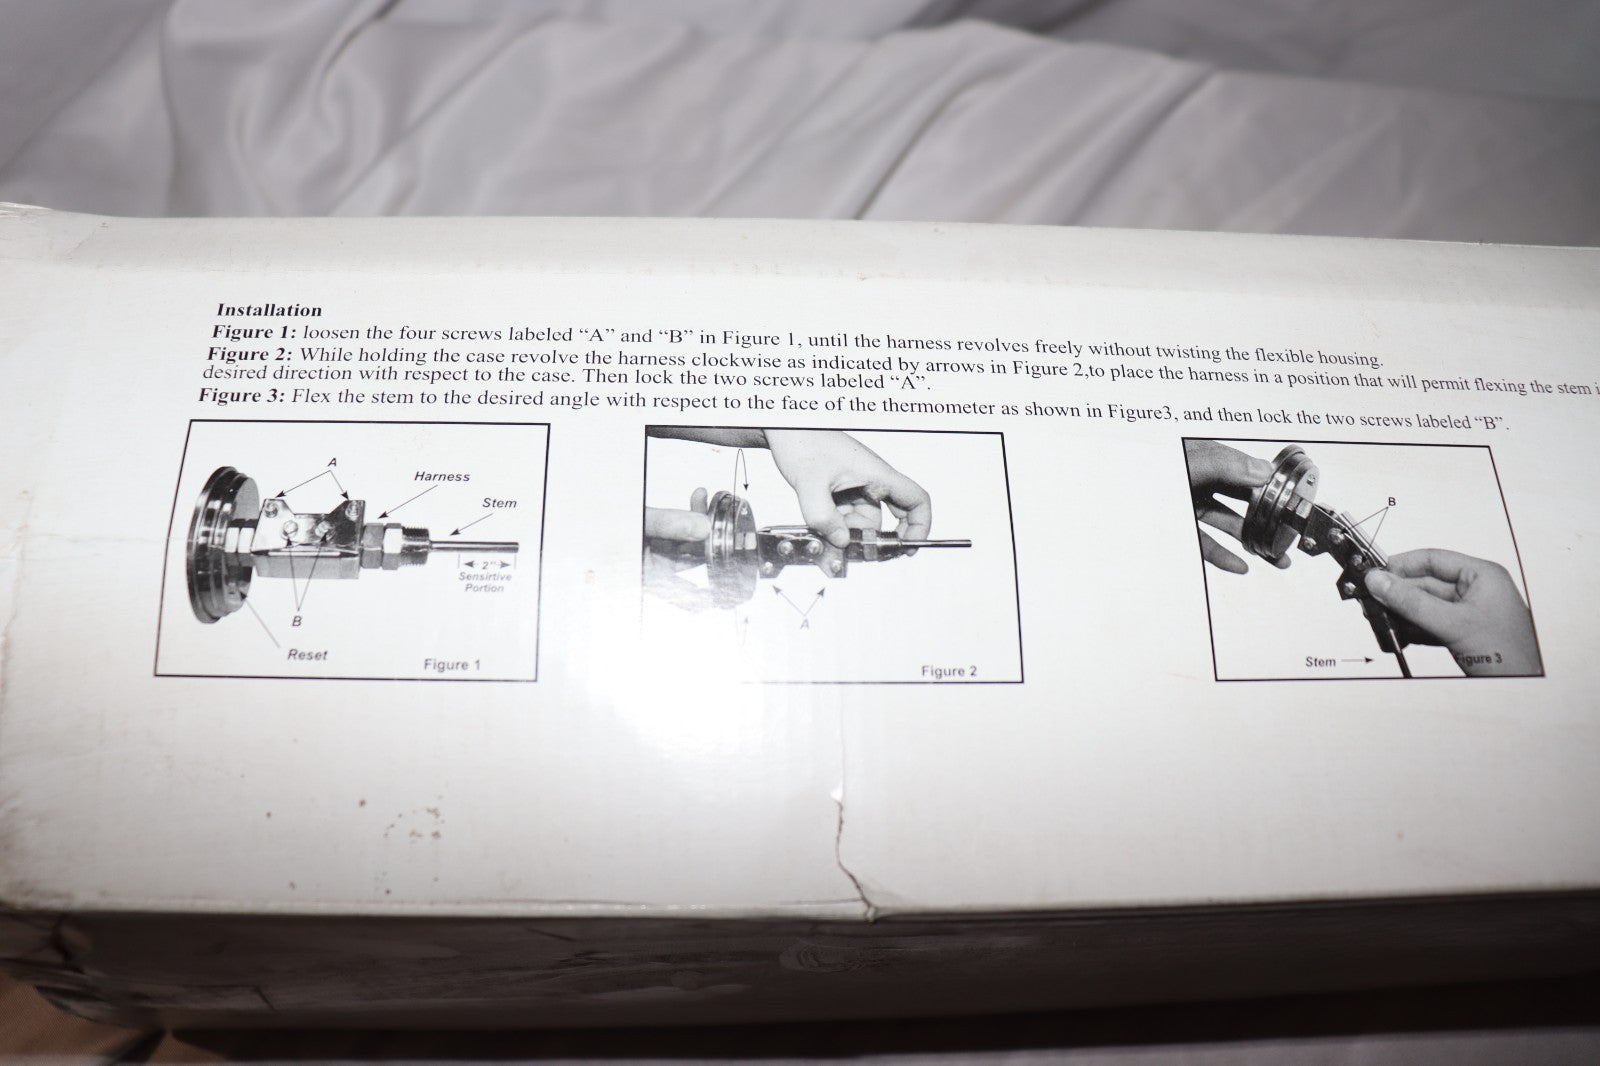 Installation
Figure 1: loosen the four screws labeled “A” and “B” in Figure 1, until the harness revolves freely without twisting the flexible housing.
Figure 2: While holding the case revolve the harness clockwise as indicated by arrows in Figure 2,to place the harness in a position that will permit flexing the stem
desired direction with respect to the case. Then lock the two screws labeled “A”.
Figure 3: Flex the stem to the desired angle with respect to the face of the thermometer as shown in Figure3, and then lock the two screws labeled “B”.
A
Harness
Stem
2"
Sensirtive
Portion
B
Reset
Figure 1
A
Figure 2
B
Stem
Figure 3